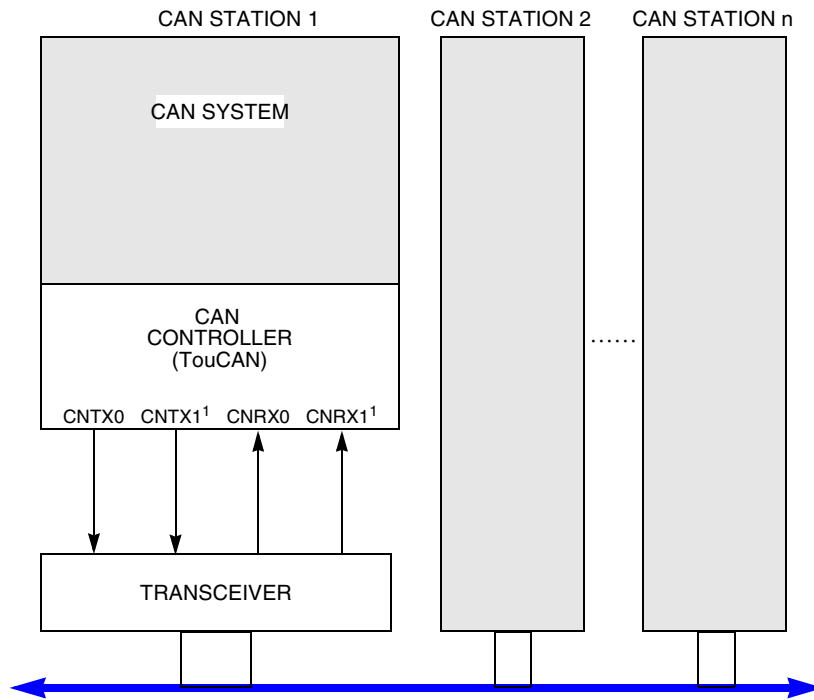 CAN STATION 1
CAN STATION 2
CAN STATION n
CAN SYSTEM
CAN
CONTROLLER
(TouCAN)
......
CNTX0 CNTX1¹ CNRX0 CNRX1¹
TRANSCEIVER